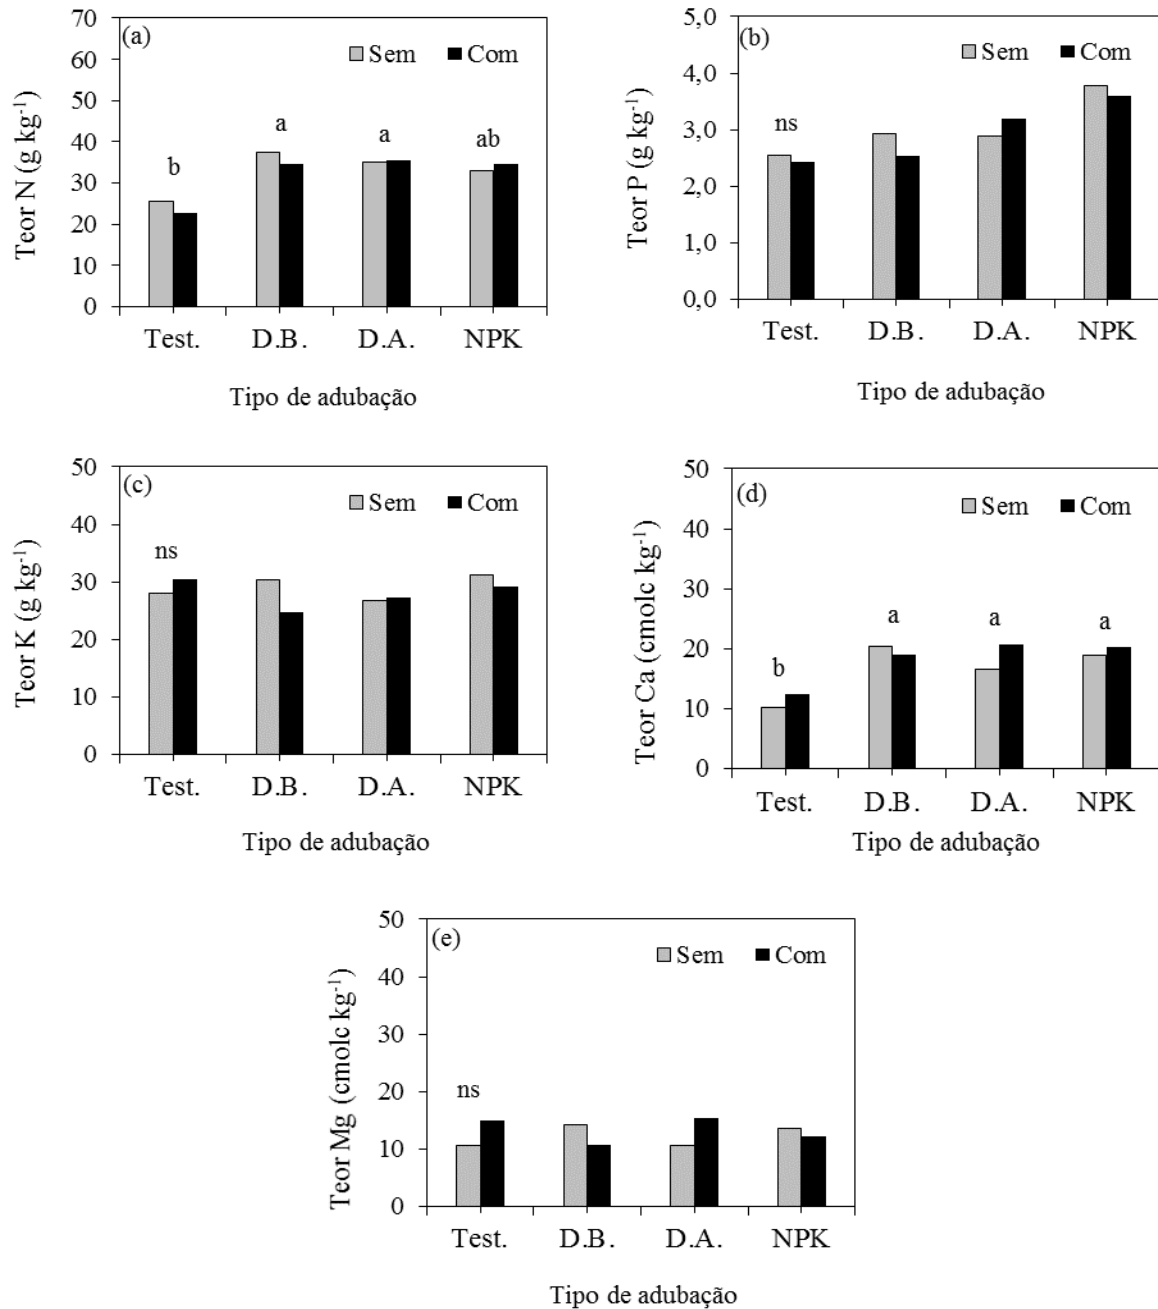 (a)
Sem Com
Teor N (g kg⁻¹)
70
60
50
40
30
20
10
0
b
a
a
ab
Test. D.B. D.A. NPK
Tipo de adubação
(b)
Sem Com
Teor P (g kg⁻¹)
5,0
4,0
3,0
2,0
1,0
0,0
ns
Test. D.B. D.A. NPK
Tipo de adubação
(c)
Sem Com
Teor K (g kg⁻¹)
50
40
30
20
10
0
ns
Test. D.B. D.A. NPK
Tipo de adubação
(d)
Sem Com
Teor Ca (cmolc kg⁻¹)
50
40
30
20
10
0
b
a
a
a
Test. D.B. D.A. NPK
Tipo de adubação
(e)
Sem Com
Teor Mg (cmolc kg⁻¹)
50
40
30
20
10
0
ns
Test. D.B. D.A. NPK
Tipo de adubação